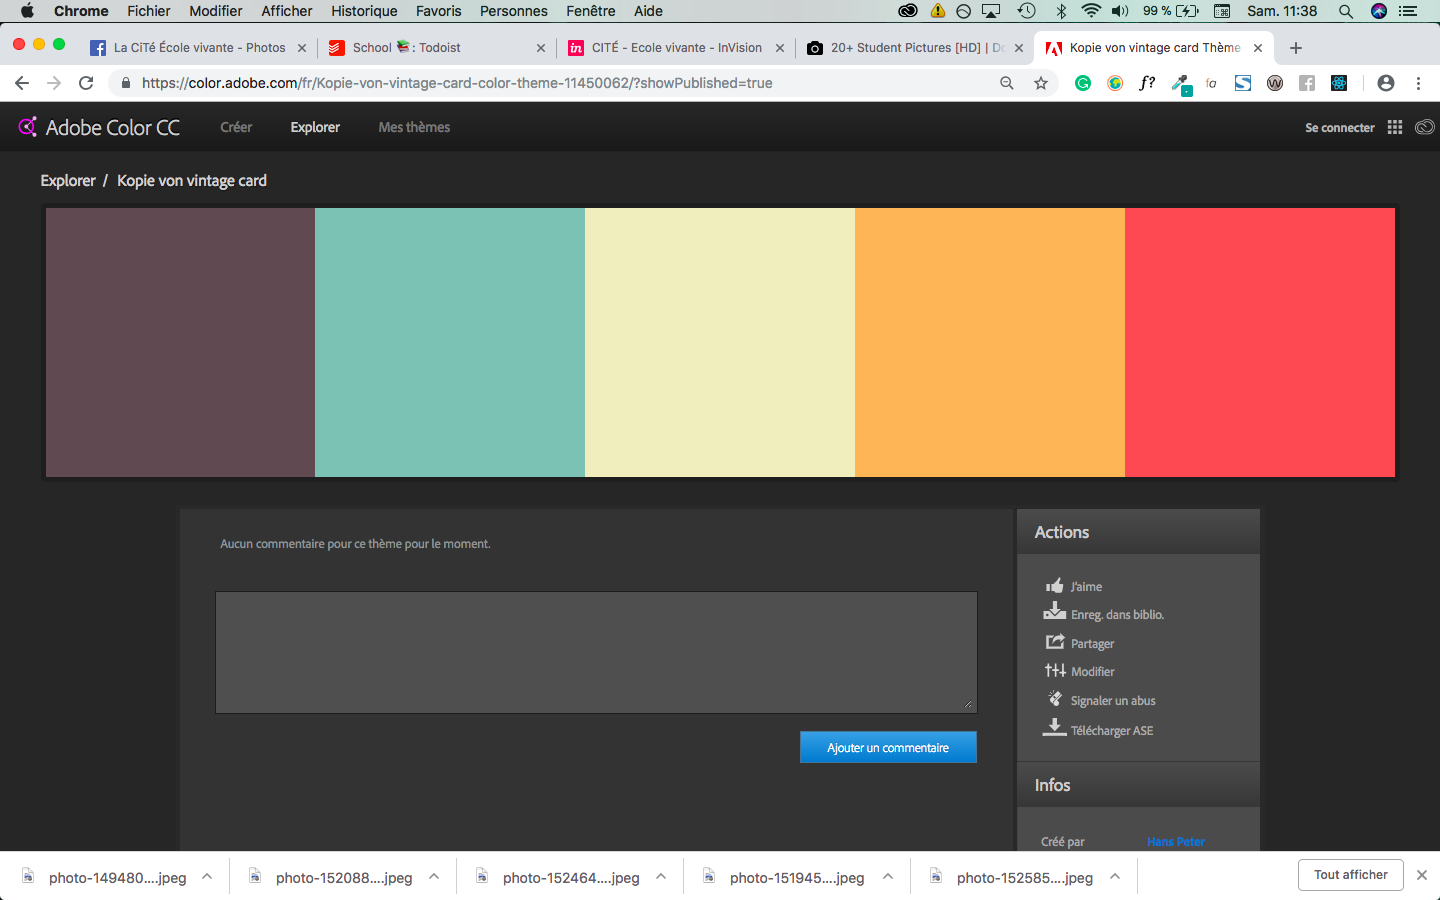 Chrome Fichier Modifier Afficher Historique Favoris Personnes Fenêtre Aide 99 % Sam. 11:38
La CiTé École vivante - Photos School : Todoist CITÉ - Ecole vivante - InVision 20+ Student Pictures [HD] | Do Kopie von vintage card Thème
https://color.adobe.com/fr/Kopie-von-vintage-card-color-theme-11450062/?showPublished=true
Adobe Color CC Créer Explorer Mes thèmes Se connecter
Explorer / Kopie von vintage card
Aucun commentaire pour ce thème pour le moment.
Ajouter un commentaire
Actions
J'aime
Enreg. dans biblio.
Partager
Modifier
Signaler un abus
Télécharger ASE
Infos
Créé par Hans Peter
photo-149480....jpeg photo-152088....jpeg photo-152464....jpeg photo-151945....jpeg photo-152585....jpeg Tout afficher